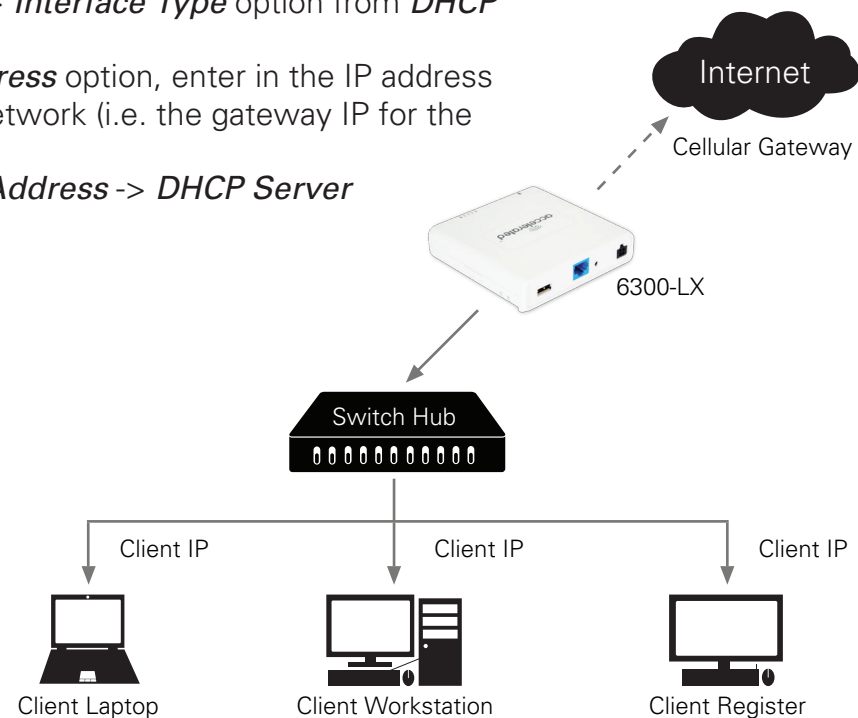 Interface Type option from DHCP
ress option, enter in the IP address
etwork (i.e. the gateway IP for the
Address -> DHCP Server
Internet
Cellular Gateway
accelerated
6300-LX
Switch Hub
Client IP
Client IP
Client IP
Client Laptop
Client Workstation
Client Register